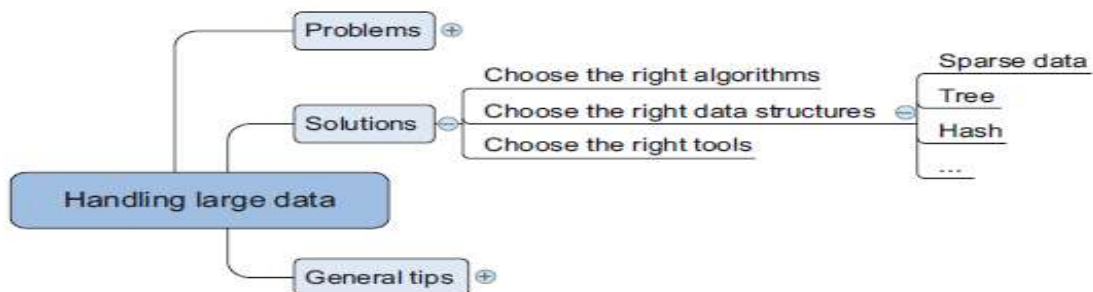 Problems
Choose the right algorithms
Solutions
Choose the right data structures
Choose the right tools
Sparse data
Tree
Hash
...
Handling large data
General tips